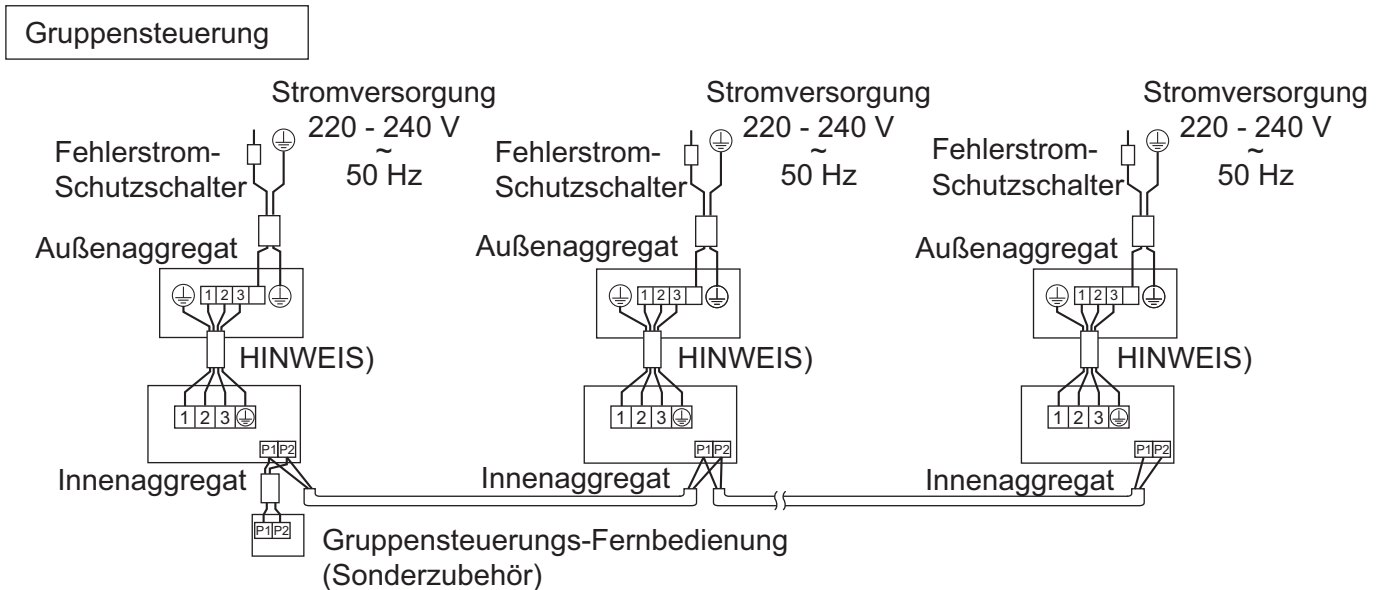 Gruppensteuerung
Stromversorgung
220 - 240 V
~
50 Hz
Fehlerstrom-
Schutzschalter
Außenaggregat
1 2 3
HINWEIS)
1 2 3
P1 P2
Innenaggregat
P1 P2
Gruppensteuerungs-Fernbedienung
(Sonderzubehör)
Stromversorgung
220 - 240 V
~
50 Hz
Fehlerstrom-
Schutzschalter
Außenaggregat
1 2 3
HINWEIS)
1 2 3
P1 P2
Innenaggregat
Stromversorgung
220 - 240 V
~
50 Hz
Fehlerstrom-
Schutzschalter
Außenaggregat
1 2 3
HINWEIS)
1 2 3
P1 P2
Innenaggregat